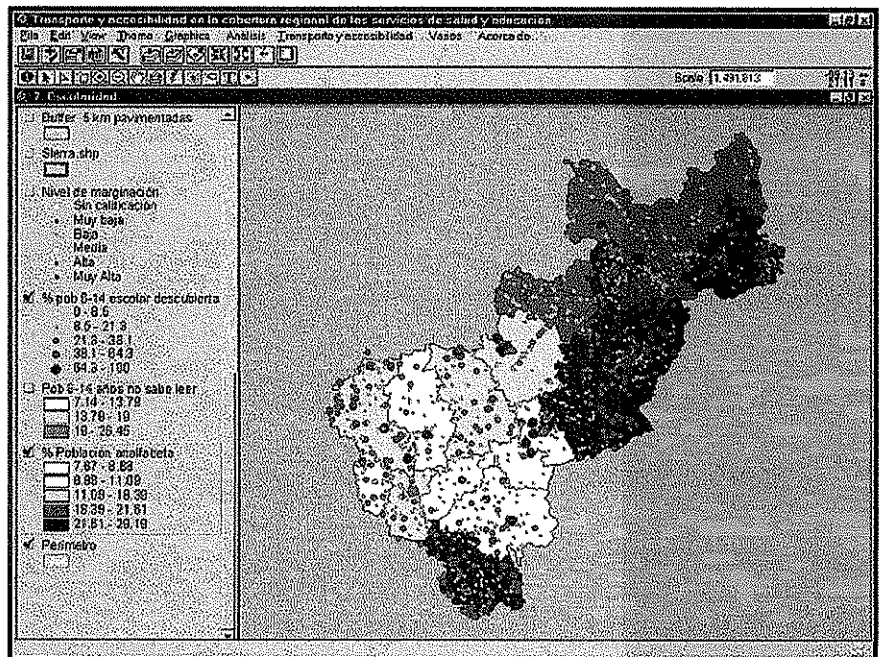 Transporte y accesibilidad en la cobertura regional de los servicios de salud y educación
File Edit View Theme Graphics Análisis Transporte y accesibilidad Vasos Acerca de..
Scale 1:
7. Escolaridad
Buffer 5 km pavimentadas
Sierra.shp
Nivel de marginación
Sin calificación
Muy baja
Baja
Media
Alta
Muy Alta
% pob 6-14 escolar descubierta
0 - 8.5
8.5 - 21.3
21.3 - 38.1
38.1 - 64.3
64.3 - 100
Pob 6-14 años no sabe leer
7.14 - 13.79
13.79 - 19
19 - 26.45
% Población analfabeta
7.67 - 8.88
8.88 - 11.09
11.09 - 18.39
18.39 - 21.61
21.61 - 29.19
Perímetro